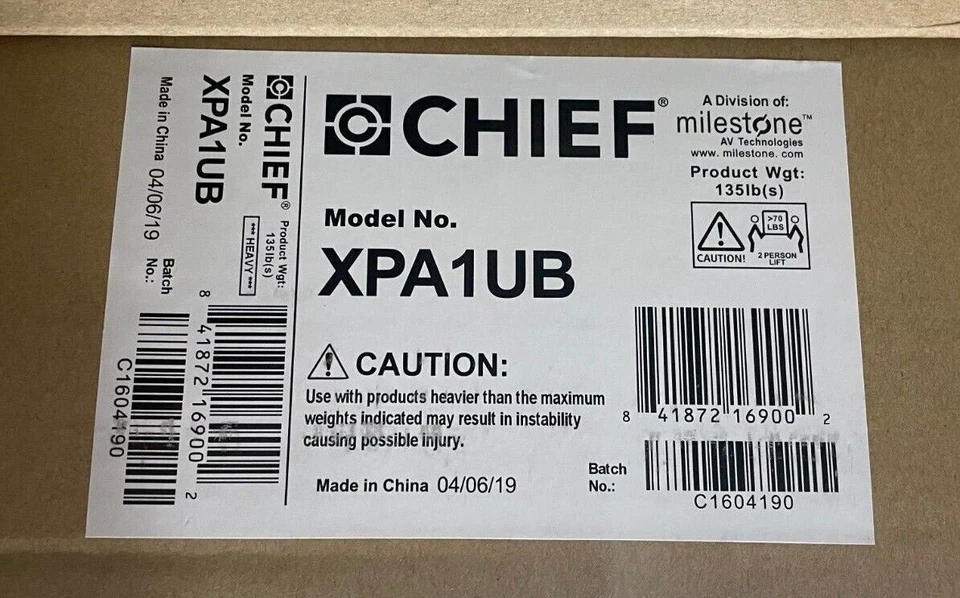 CHIEF®
Model No.
XPA1UB
Made in China 04/06/19
Product Wgt:
135lb(s)
*** HEAVY ***
Batch
No.:
8 41872 16900 2
C1604190
CHIEF®
A Division of:
milestone™
AV Technologies
www. milestone. com
Product Wgt:
135lb(s)
>70
LBS
CAUTION!
2 PERSON
LIFT
Model No.
XPA1UB
CAUTION:
Use with products heavier than the maximum
weights indicated may result in instability
causing possible injury.
Made in China 04/06/19
8 41872 16900 2
Batch
No.:
C1604190